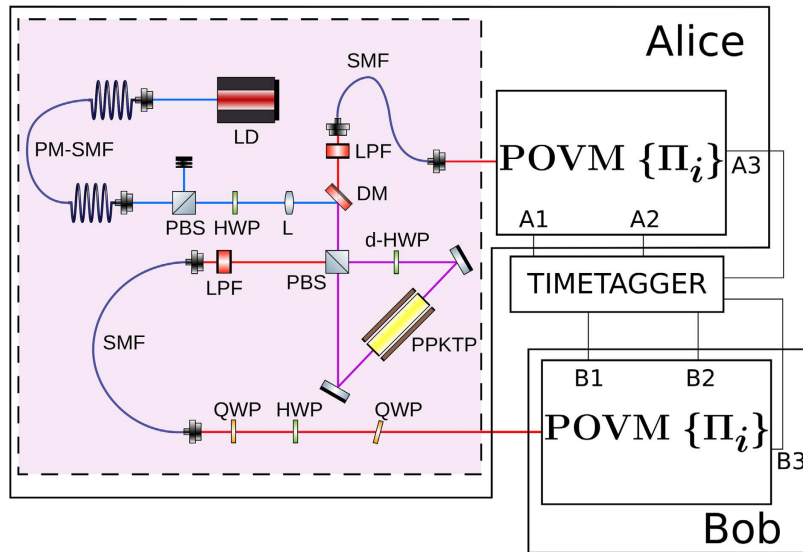 Alice
SMF
LD
PM-SMF
LPF
DM
PBS
HWP
L
POVM {Π_i}
A3
A1
A2
d-HWP
LPF
PBS
TIMETAGGER
SMF
PPKTP
B1
B2
QWP
HWP
QWP
POVM {Π_i}
B3
Bob